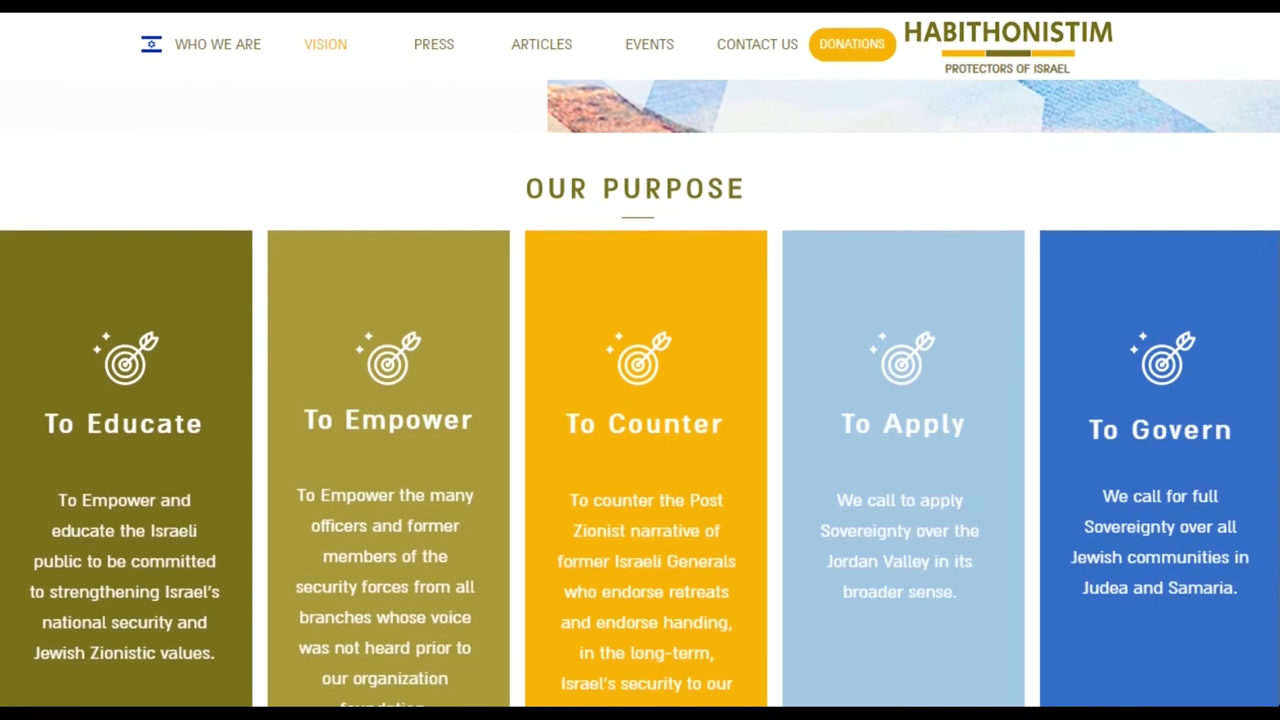 WHO WE ARE VISION PRESS ARTICLES EVENTS CONTACT US DONATIONS
HABITHONISTIM
PROTECTORS OF ISRAEL
OUR PURPOSE
To Educate
To Empower and
educate the Israeli
public to be committed
to strengthening Israel's
national security and
Jewish Zionistic values.
To Empower
To Empower the many
officers and former
members of the
security forces from all
branches whose voice
was not heard prior to
our organization
foundation.
To Counter
To counter the Post
Zionist narrative of
former Israeli Generals
who endorse retreats
and endorse handing,
in the long-term,
Israel's security to our
To Apply
We call to apply
Sovereignty over the
Jordan Valley in its
broader sense.
To Govern
We call for full
Sovereignty over all
Jewish communities in
Judea and Samaria.